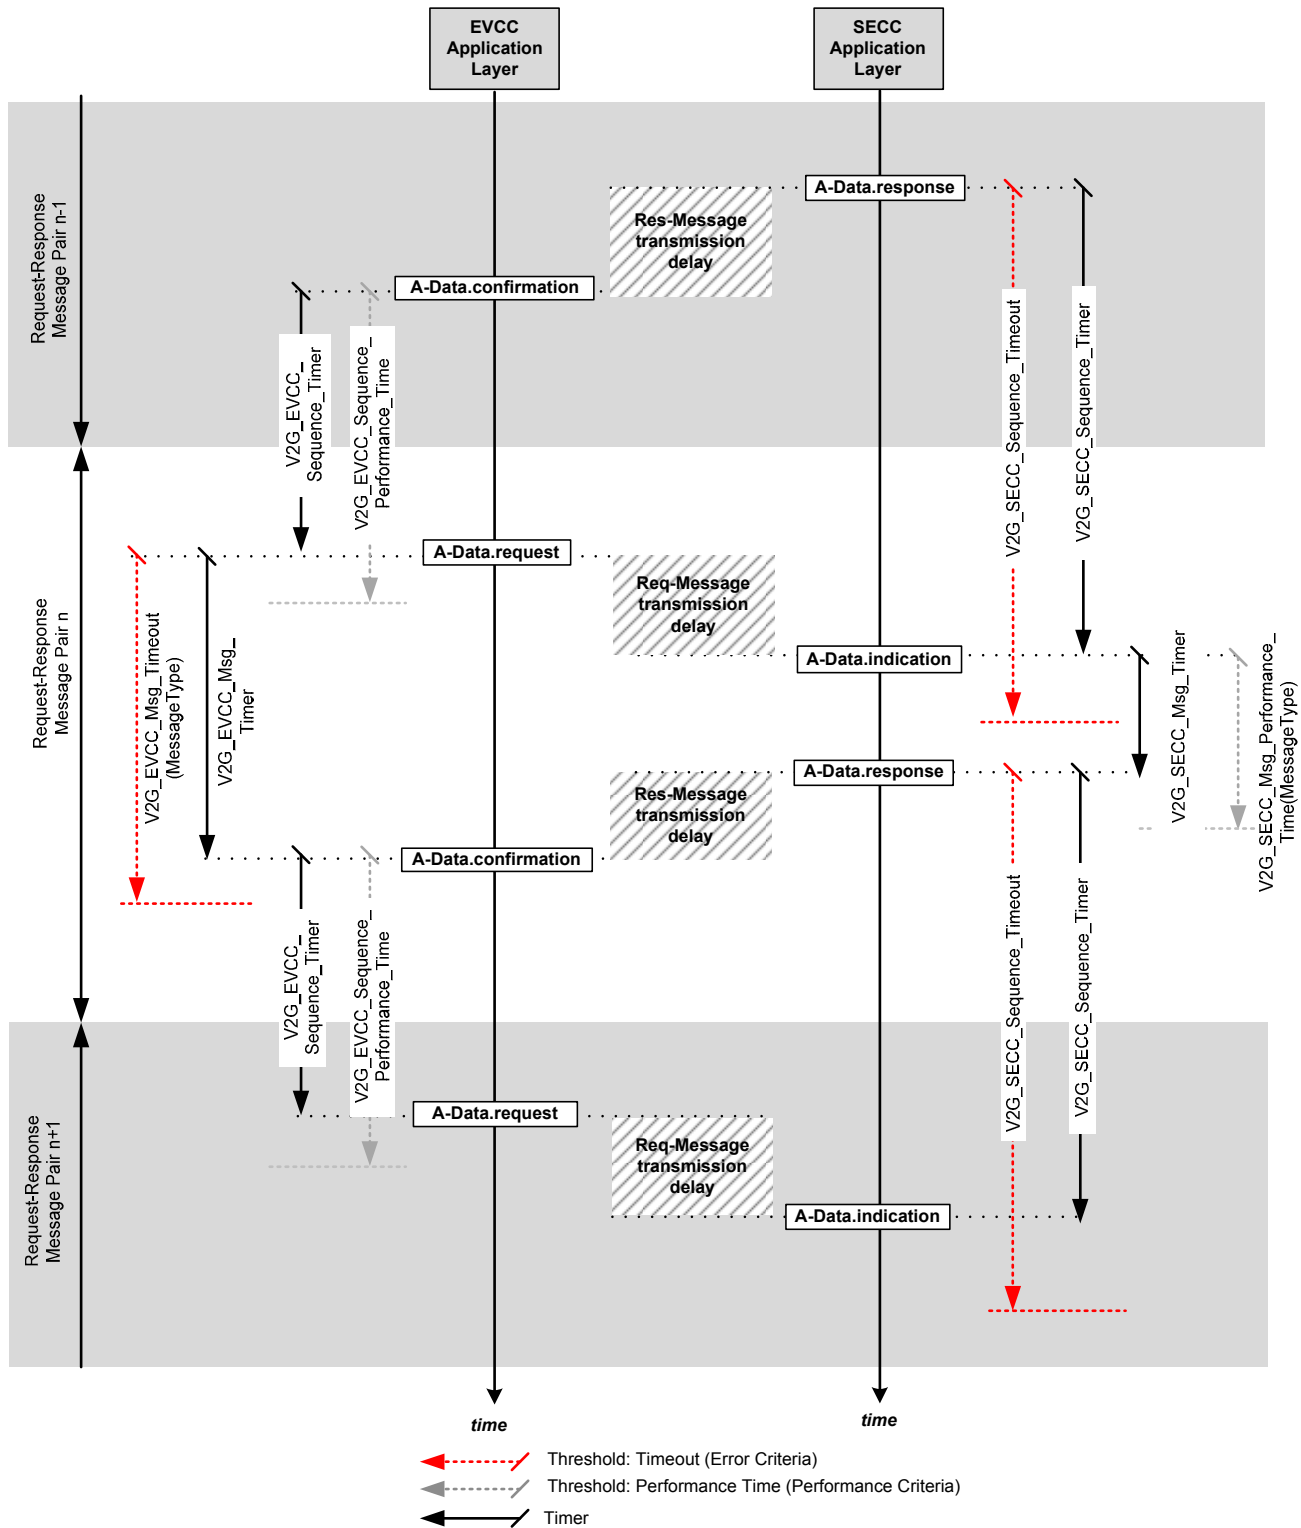 EVCC
Application
Layer
SECC
Application
Layer
Request-Response
Message Pair n-1
A-Data.response
Res-Message
transmission
delay
A-Data.confirmation
V2G_EVCC_
Sequence_Timer
V2G_EVCC_Sequence_
Performance_Time
V2G_SECC_Sequence_Timeout
V2G_SECC_Sequence_Timer
Request-Response
Message Pair n
A-Data.request
Req-Message
transmission
delay
A-Data.indication
V2G_EVCC_Msg_Timeout
(MessageType)
V2G_EVCC_Msg_
Timer
V2G_SECC_Msg_Timer
V2G_SECC_Msg_Performance_
Time(MessageType)
A-Data.response
Res-Message
transmission
delay
A-Data.confirmation
V2G_EVCC_
Sequence_Timer
V2G_EVCC_Sequence_
Performance_Time
V2G_SECC_Sequence_Timeout
V2G_SECC_Sequence_Timer
Request-Response
Message Pair n+1
A-Data.request
Req-Message
transmission
delay
A-Data.indication
time
time
Threshold: Timeout (Error Criteria)
Threshold: Performance Time (Performance Criteria)
Timer